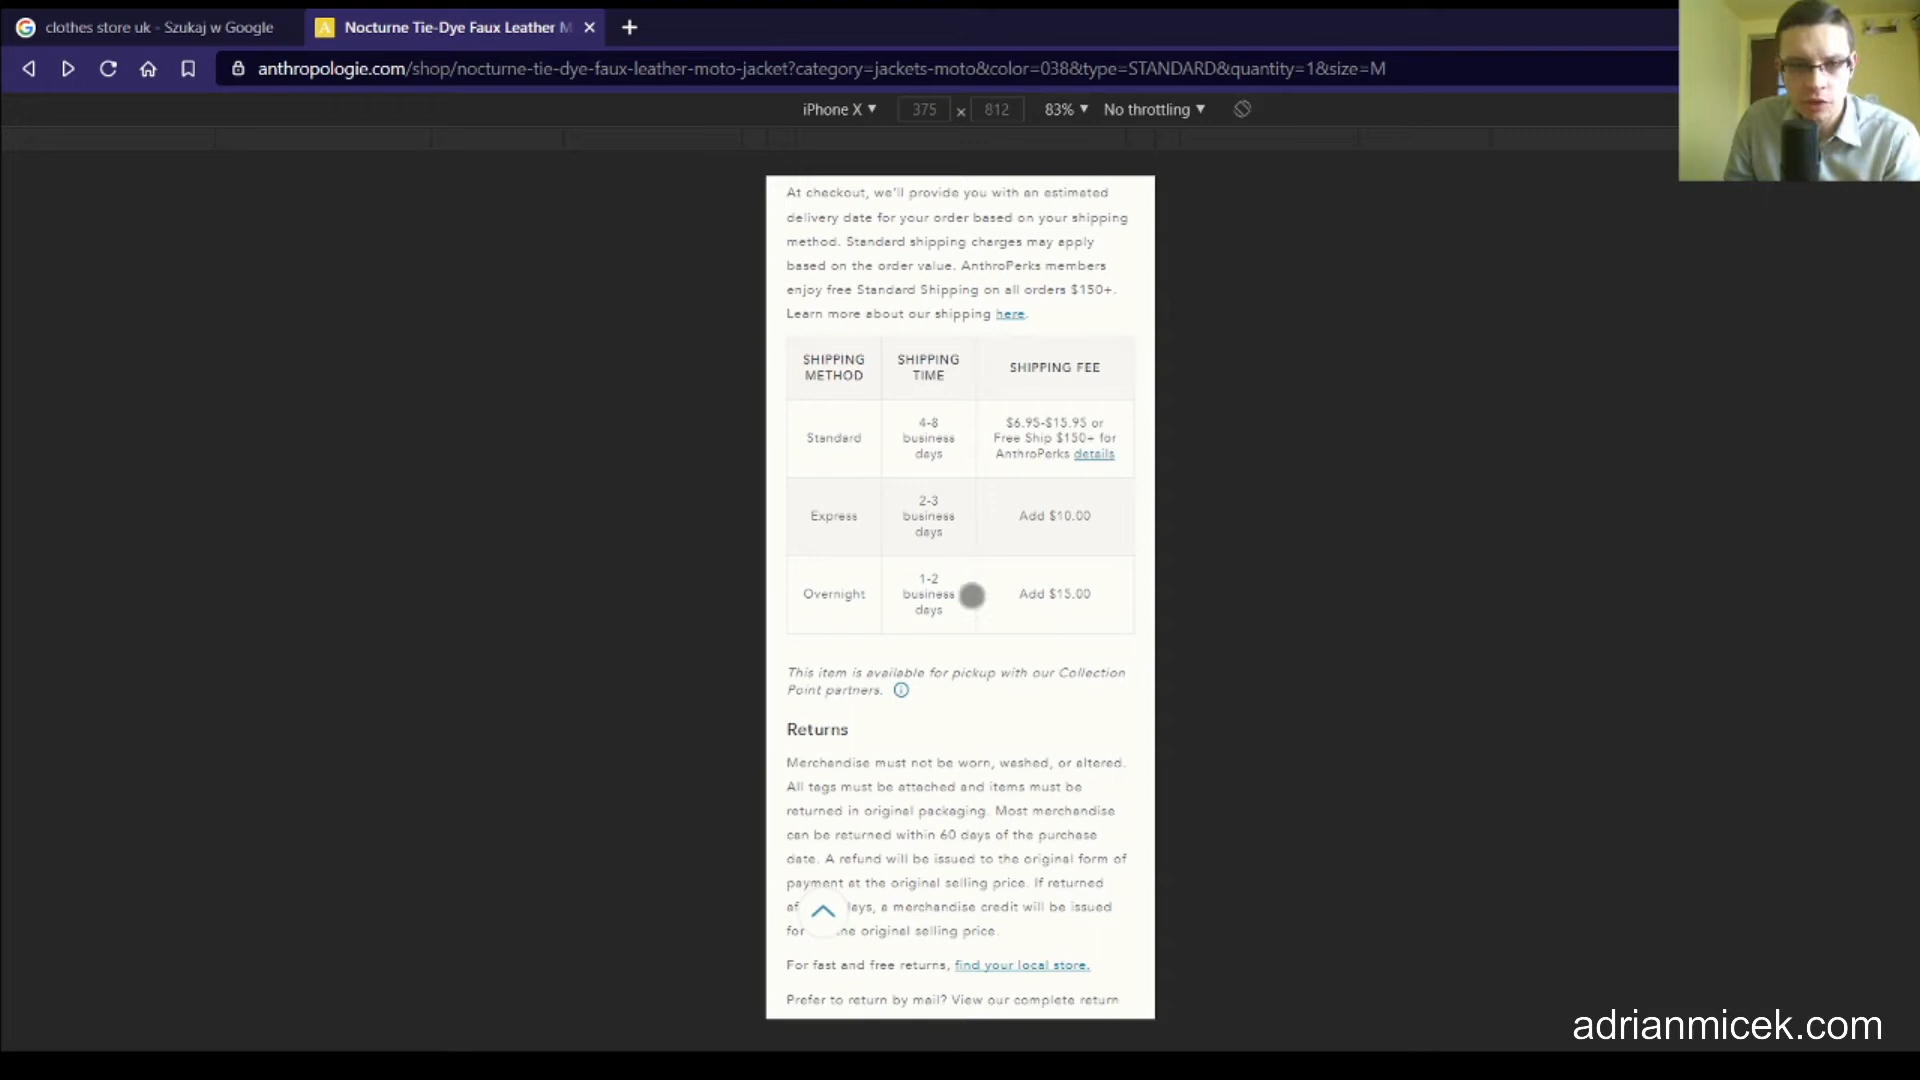 clothes store uk - Szukaj w Google
Nocturne Tie-Dye Faux Leather M
anthropologie.com/shop/nocturne-tie-dye-faux-leather-moto-jacket?category=jackets-moto&color=038&type=STANDARD&quantity=1&size=M
iPhone X 375 x 812 83% No throttling
At checkout, we'll provide you with an estimated
delivery date for your order based on your shipping
method. Standard shipping charges may apply
based on the order value. AnthroPerks members
enjoy free Standard Shipping on all orders $150+.
Learn more about our shipping here.
SHIPPING METHOD
SHIPPING TIME
SHIPPING FEE
Standard
4-8 business days
$6.95-$15.95 or
Free Ship $150+ for
AnthroPerks details
Express
2-3 business days
Add $10.00
Overnight
1-2 business days
Add $15.00
This item is available for pickup with our Collection
Point partners.
Returns
Merchandise must not be worn, washed, or altered.
All tags must be attached and items must be
returned in original packaging. Most merchandise
can be returned within 60 days of the purchase
date. A refund will be issued to the original form of
payment at the original selling price. If returned
a merchandise credit will be issued
for original selling price.
For fast and free returns, find your local store.
Prefer to return by mail? View our complete return
adrianmicek.com